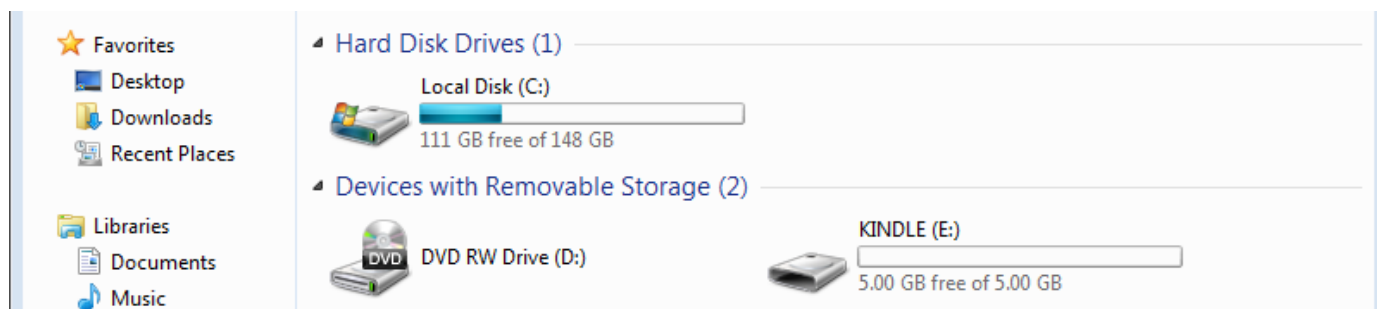 Favorites
Desktop
Downloads
Recent Places
Libraries
Documents
Music
Hard Disk Drives (1)
Local Disk (C:)
111 GB free of 148 GB
Devices with Removable Storage (2)
DVD
DVD RW Drive (D:)
KINDLE (E:)
5.00 GB free of 5.00 GB